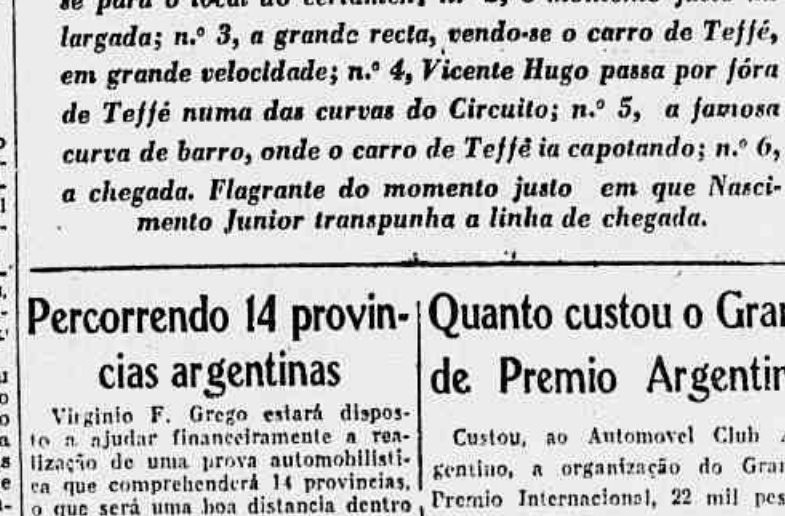 largada; n.º 3, a grande recta, vendo-se o carro de Teffé,
em grande velocidade; n.º 4, Vicente Hugo passa por fóra
de Teffé numa das curvas do Circuito; n.º 5, a famosa
curva de barro, onde o carro de Teffé ia capotando; n.º 6,
a chegada. Flagrante do momento justo em que Nasci-
mento Junior transpunha a linha de chegada.
Percorrendo 14 provin-
cias argentinas
Virginio F. Grego estará dispos-
to a ajudar financeiramente a rea-
lização de uma prova automobilisti-
ca que comprehenderá 14 provincias,
o que será uma boa distancia dentro
Quanto custou o Gran
de Premio Argentin
Custou, ao Automovel Club A
gentino, a organização do Gran
Premio Internacional, 22 mil pes